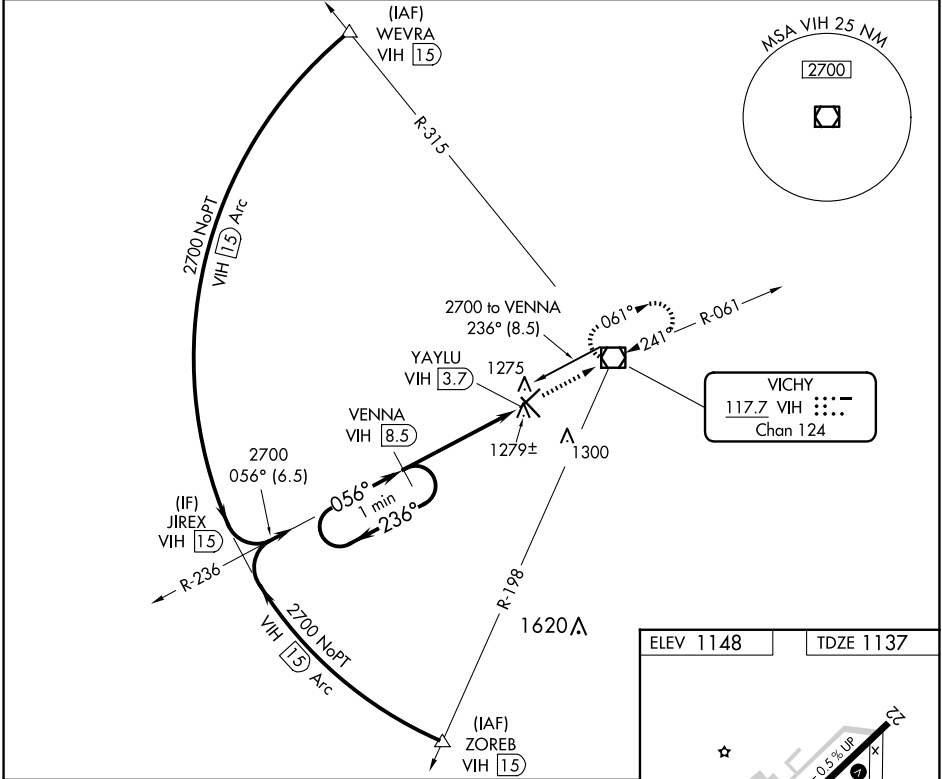 (IAF)
WEVRA
VIH 15
MSA VIH 25 NM
2700
R-315
2700 NoPT
VIH 15 Arc
2700 to VENNA
236° (8.5)
061°
241°
R-061
YAYLU
VIH 3.7
1275
VICHY
117.7 VIH
Chan 124
VENNA
VIH 8.5
1279±
1300
2700
056° (6.5)
056°
1 min
236°
(IF)
JIREX
VIH 15
R-236
R-198
2700 NoPT
VIH 15 Arc
1620
ELEV 1148
TDZE 1137
(IAF)
ZOREB
VIH 15
22
0.5% UP
x